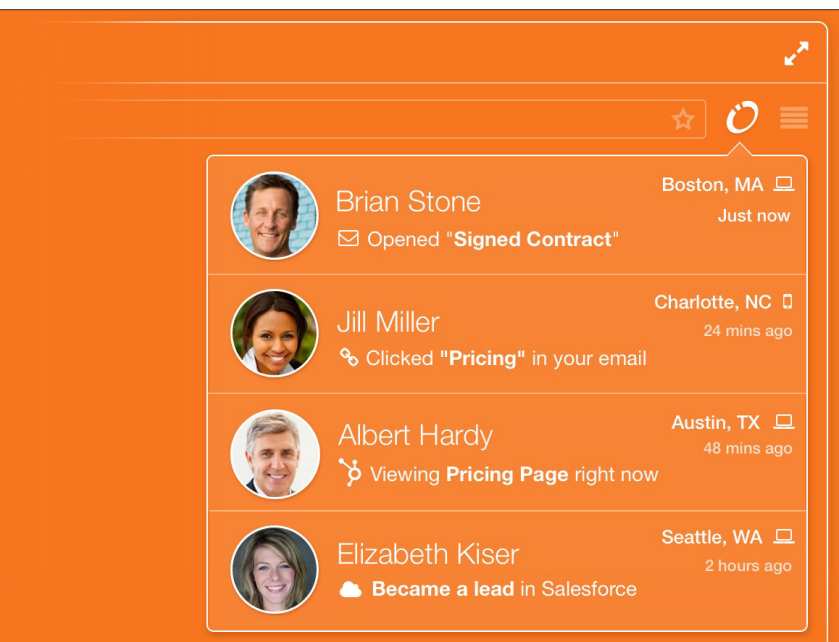 Boston, MA
Brian Stone
Just now
Opened "Signed Contract"
Charlotte, NC
Jill Miller
24 mins ago
Clicked "Pricing" in your email
Austin, TX
Albert Hardy
48 mins ago
Viewing Pricing Page right now
Seattle, WA
Elizabeth Kiser
2 hours ago
Became a lead in Salesforce